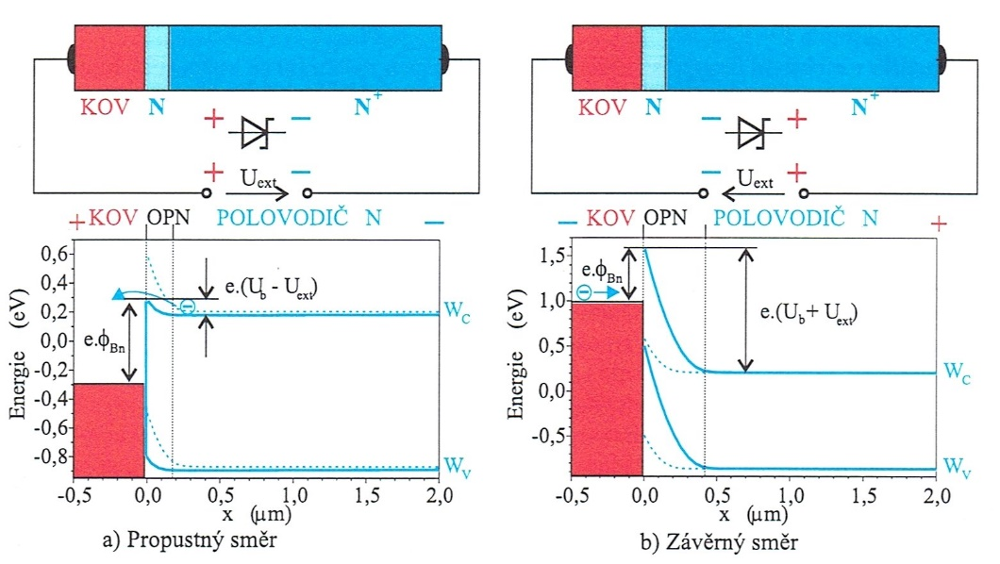 KOV N N+
+ −
+ Uext −
+ KOV OPN POLOVODIČ N −
Energie (eV)
0,6
0,4
0,2
0,0
-0,2
-0,4
-0,6
-0,8
e.(Ub - Uext)
e.ϕBn
−
WC
WV
-0,5 0,0 0,5 1,0 1,5 2,0
x (μm)
a) Propustný směr
KOV N N+
− +
− Uext +
− KOV OPN POLOVODIČ N +
Energie (eV)
1,5
1,0
0,5
0,0
-0,5
e.ϕBn
−
e.(Ub+ Uext)
WC
WV
-0,5 0,0 0,5 1,0 1,5 2,0
x (μm)
b) Závěrný směr